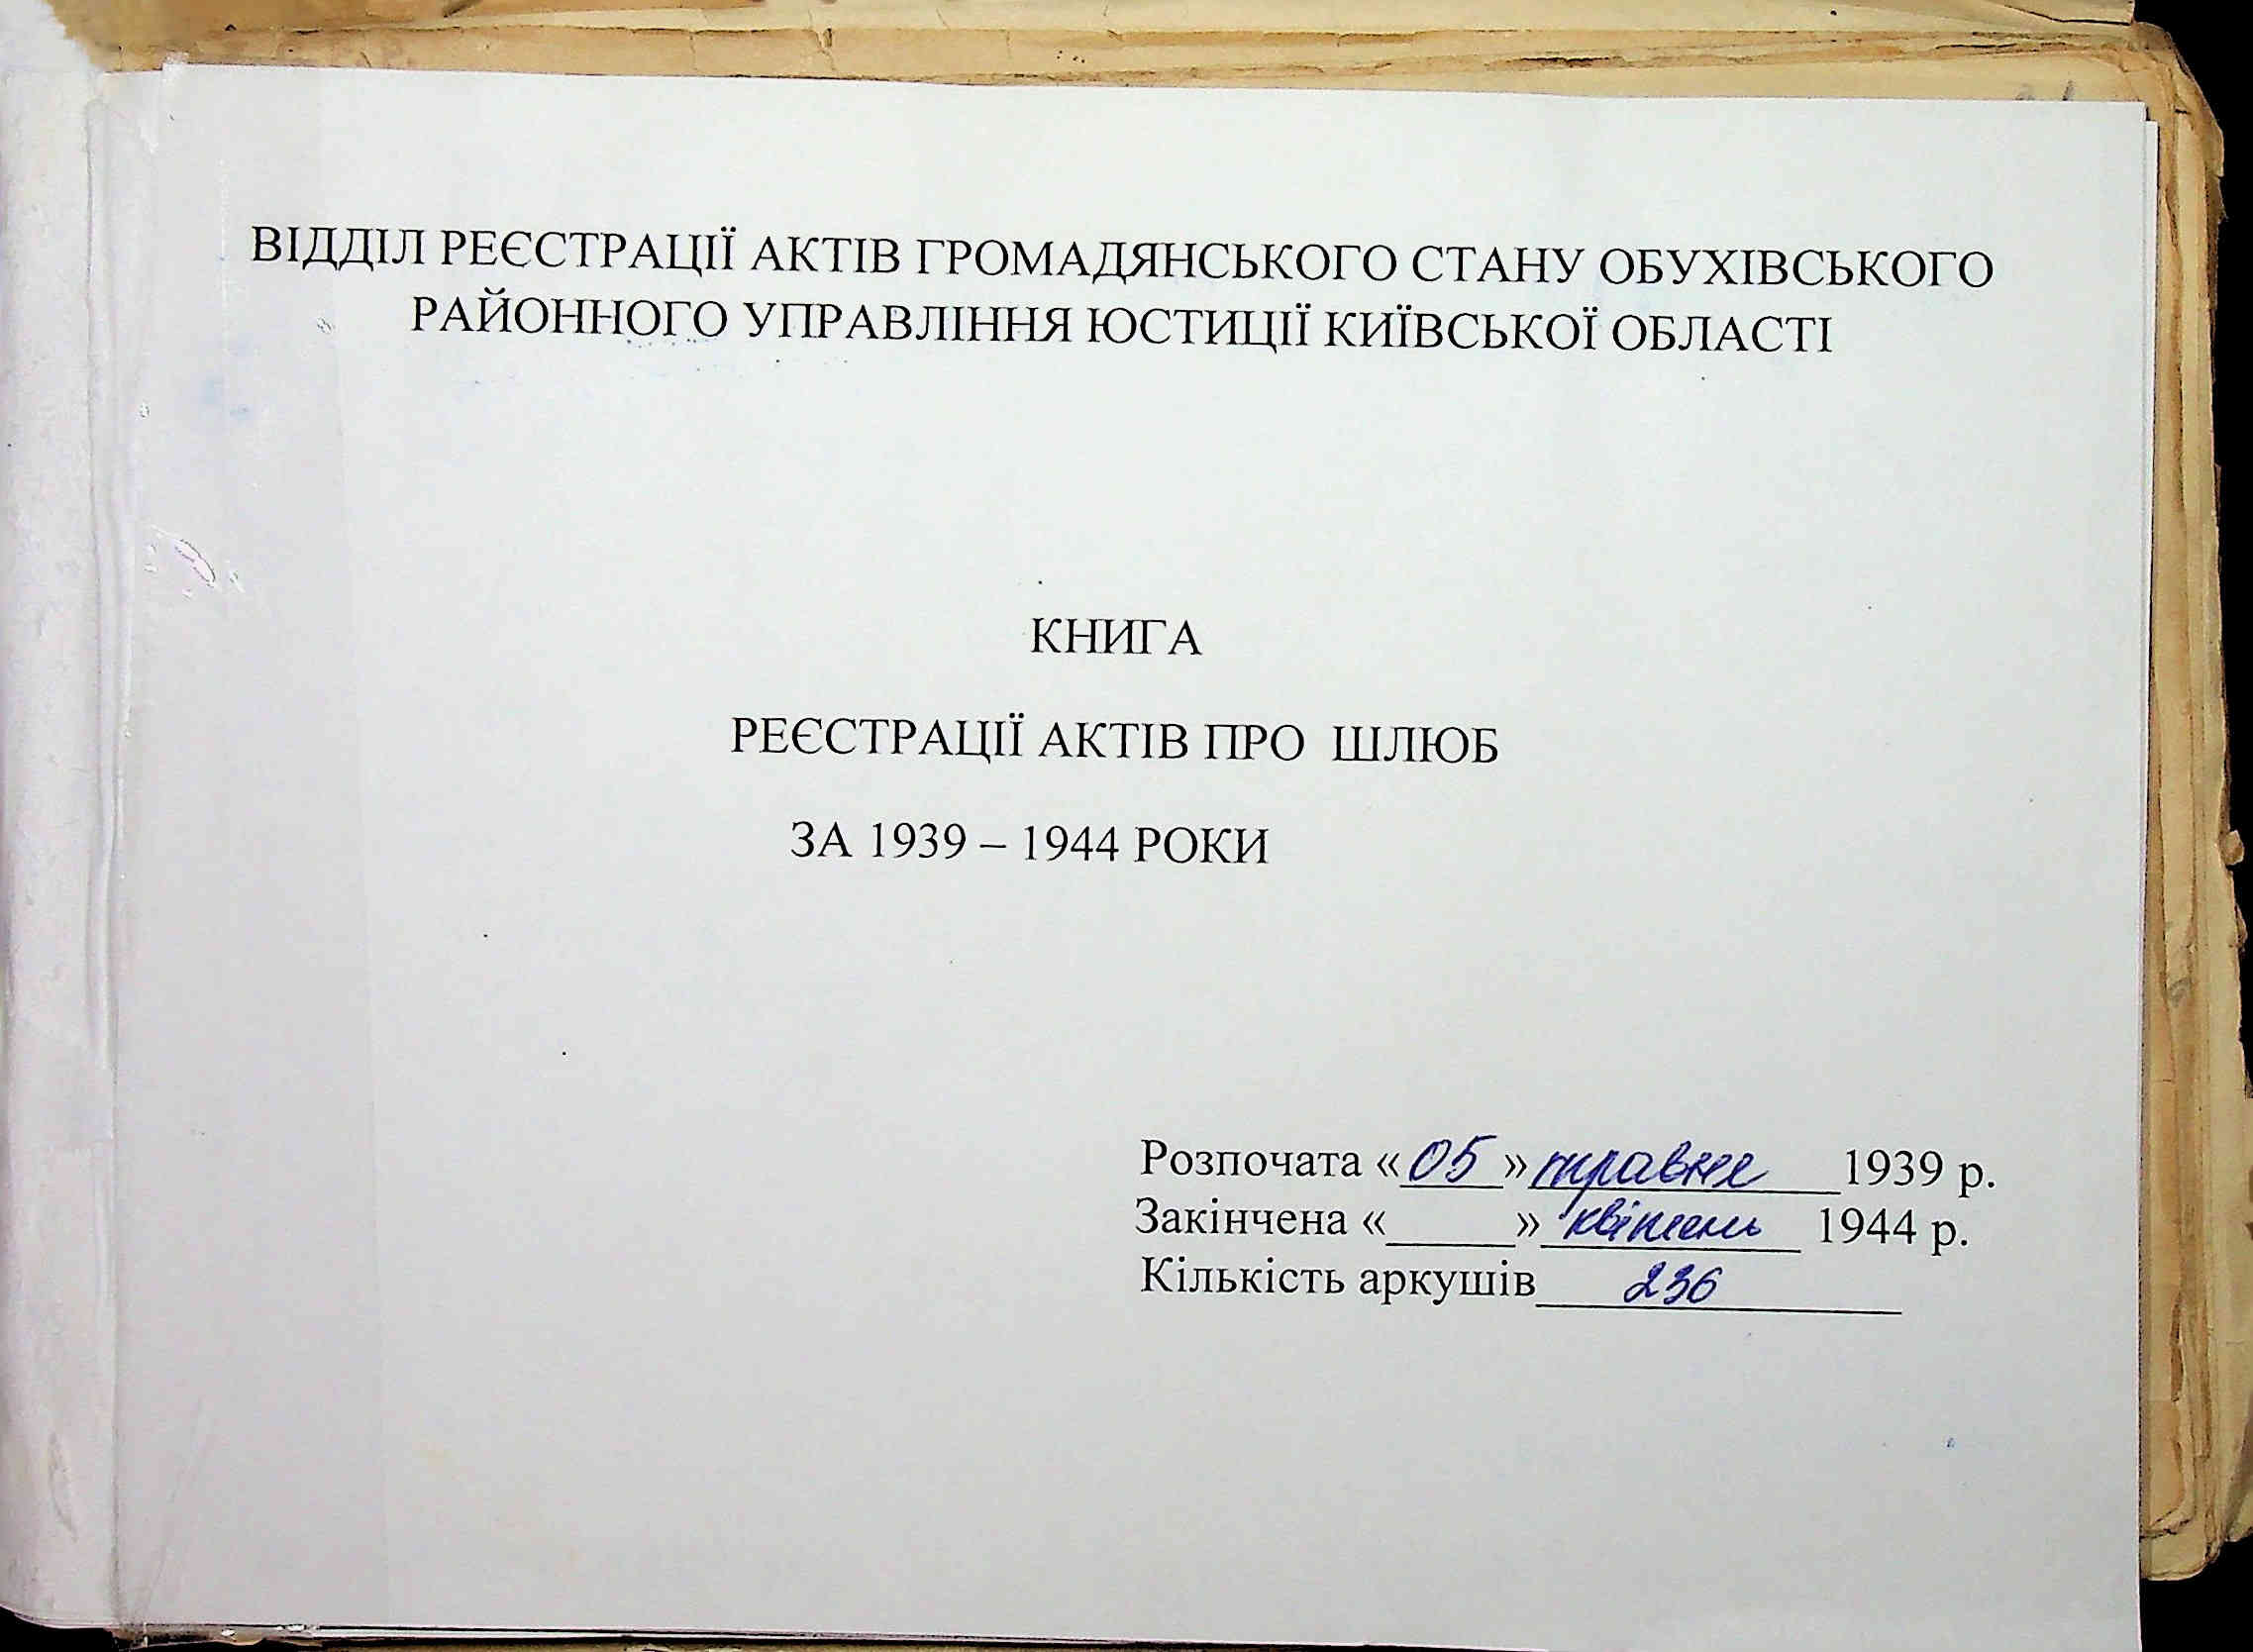 ВІДДІЛ РЕЄСТРАЦІЇ АКТІВ ГРОМАДЯНСЬКОГО СТАНУ ОБУХІВСЬКОГО
РАЙОННОГО УПРАВЛІННЯ ЮСТИЦІЇ КИЇВСЬКОЇ ОБЛАСТІ
КНИГА
РЕЄСТРАЦІЇ АКТІВ ПРО ШЛЮБ
ЗА 1939 – 1944 РОКИ
Розпочата «05» травня 1939 р.
Закінчена «_____» квітень 1944 р.
Кількість аркушів 236